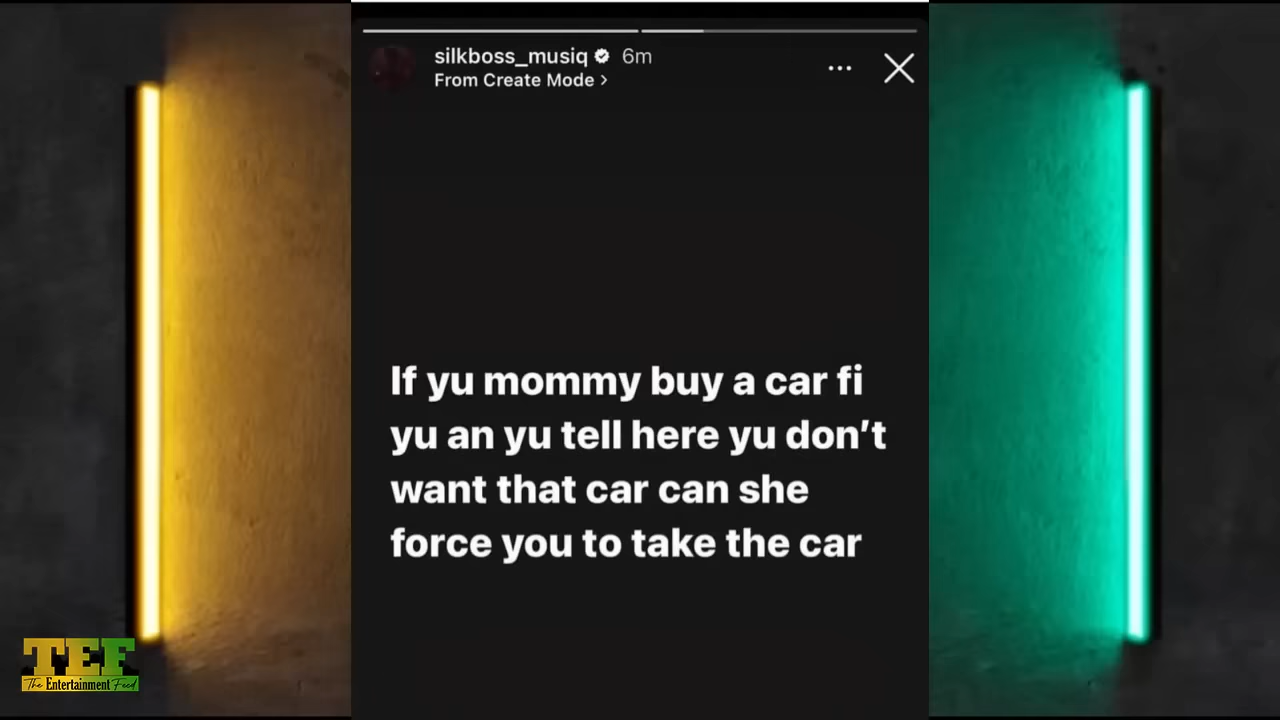 silkboss_musiq 6m
From Create Mode >
If yu mommy buy a car fi
yu an yu tell here yu don't
want that car can she
force you to take the car
TEF
The Entertainment Feed